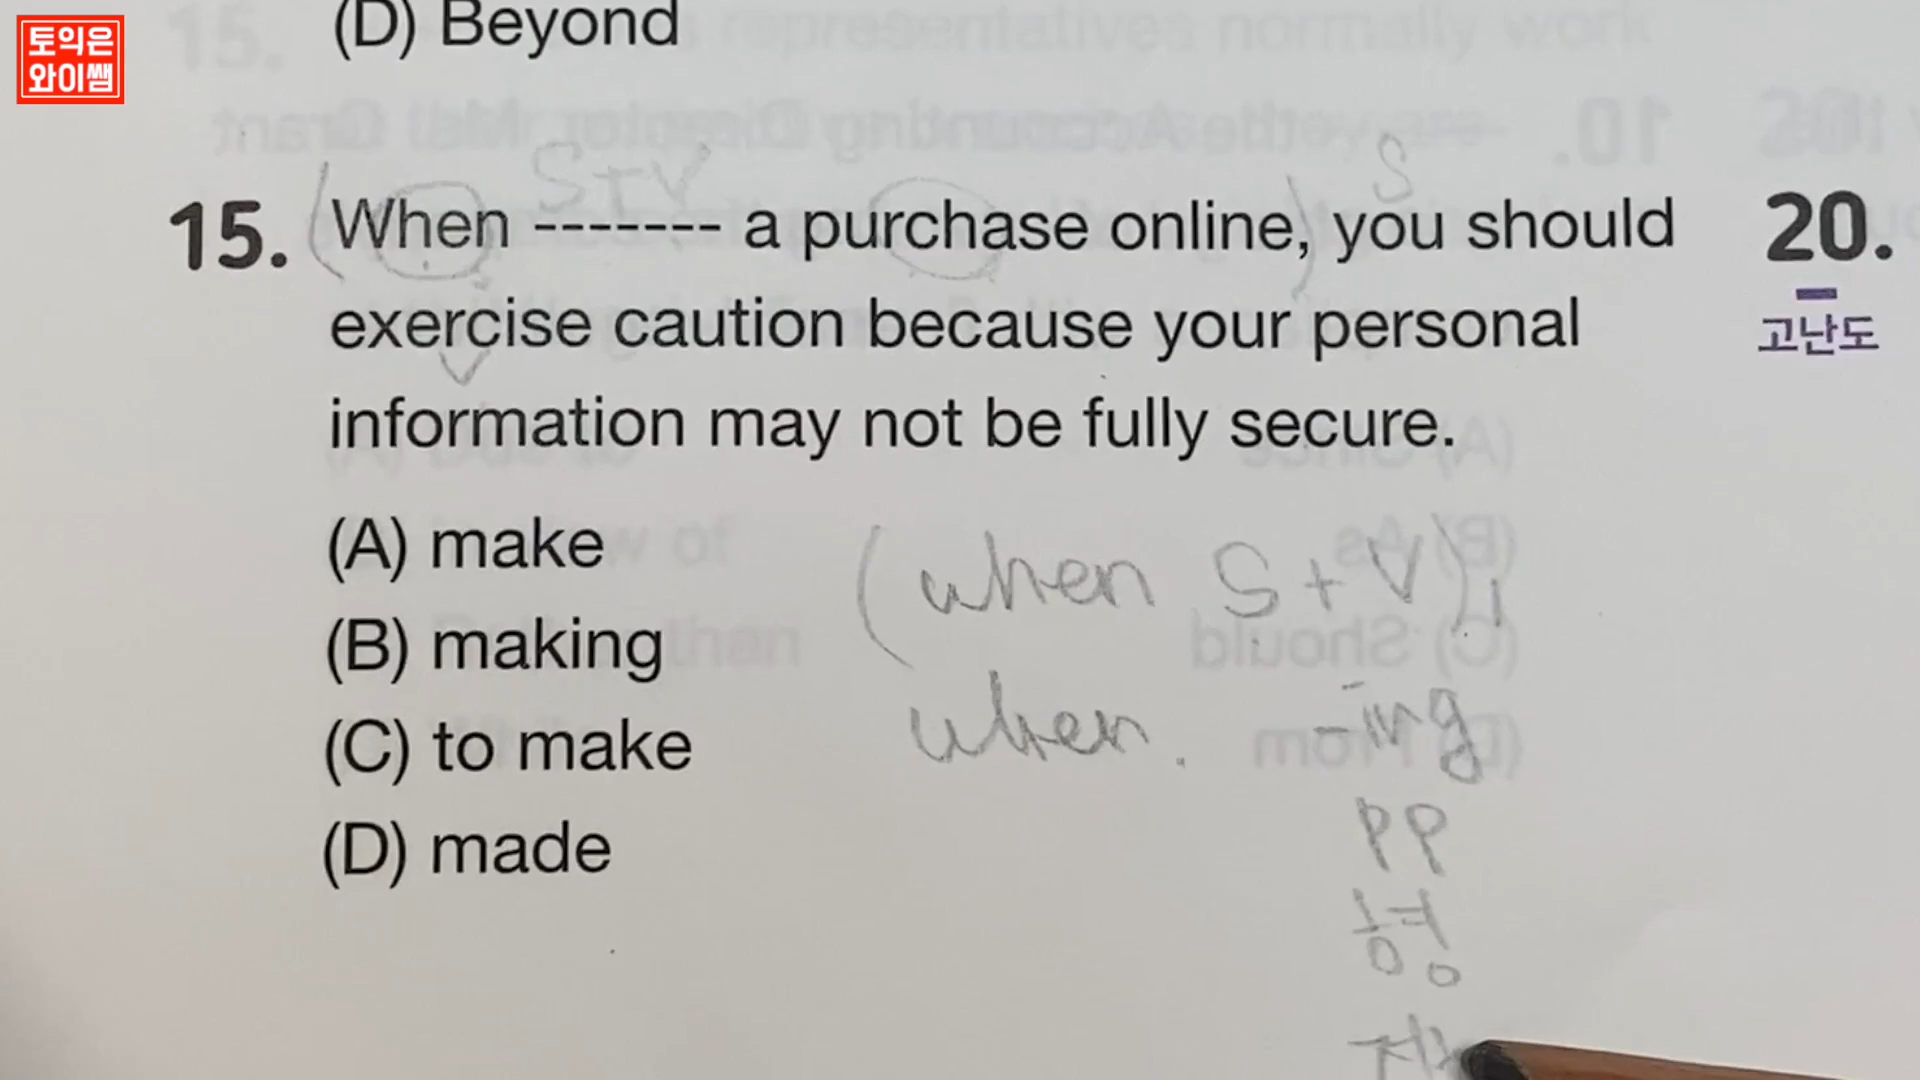 토익은
와이쌤
(D) Beyond
S+V
S
15. When ------- a purchase online, you should
exercise caution because your personal
V
information may not be fully secure.
(A) make
(B) making
(C) to make
(D) made
(when S+V),
when -ing
PP
형
20.
고난도